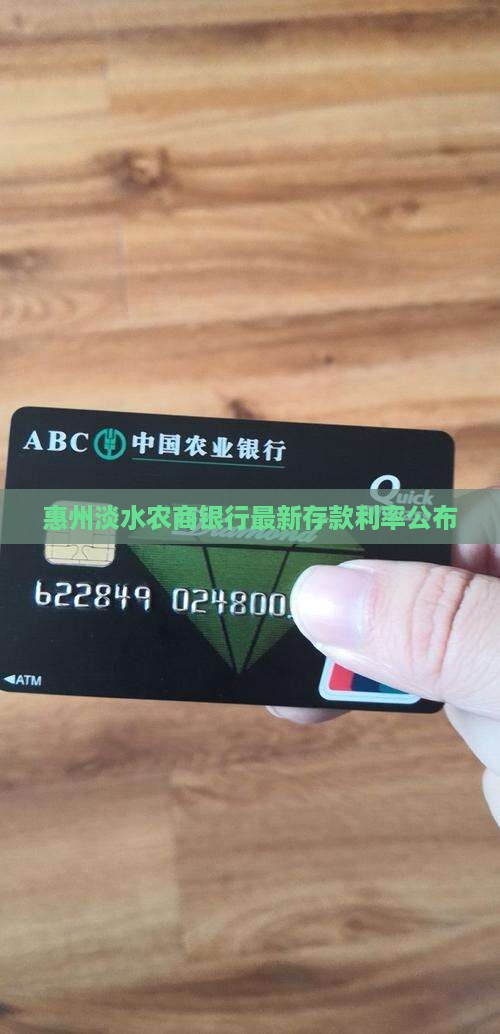 ABC 中国农业银行
Quick
惠州淡水农商银行最新存款利率公布
Diamond
622849 024800
◀ATM